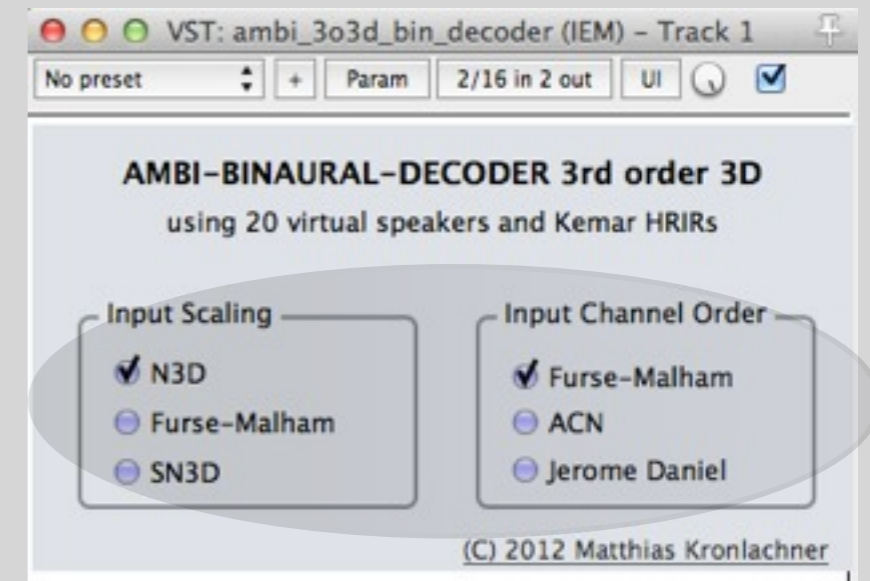 VST: ambi_3o3d_bin_decoder (IEM) - Track 1
No preset + Param 2/16 in 2 out UI
AMBI-BINAURAL-DECODER 3rd order 3D
using 20 virtual speakers and Kemar HRIRs
Input Scaling
N3D
Furse-Malham
SN3D
Input Channel Order
Furse-Malham
ACN
Jerome Daniel
(C) 2012 Matthias Kronlachner